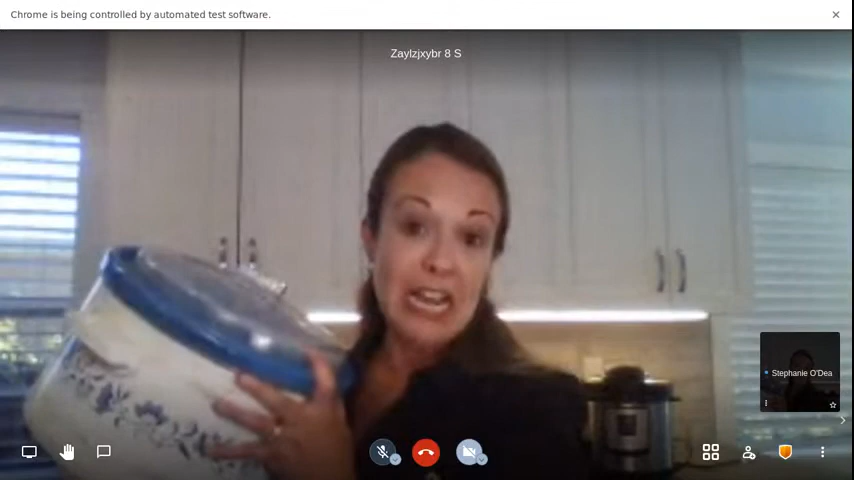 Chrome is being controlled by automated test software.
Zaylzjxybr 8 S
Stephanie O'Dea